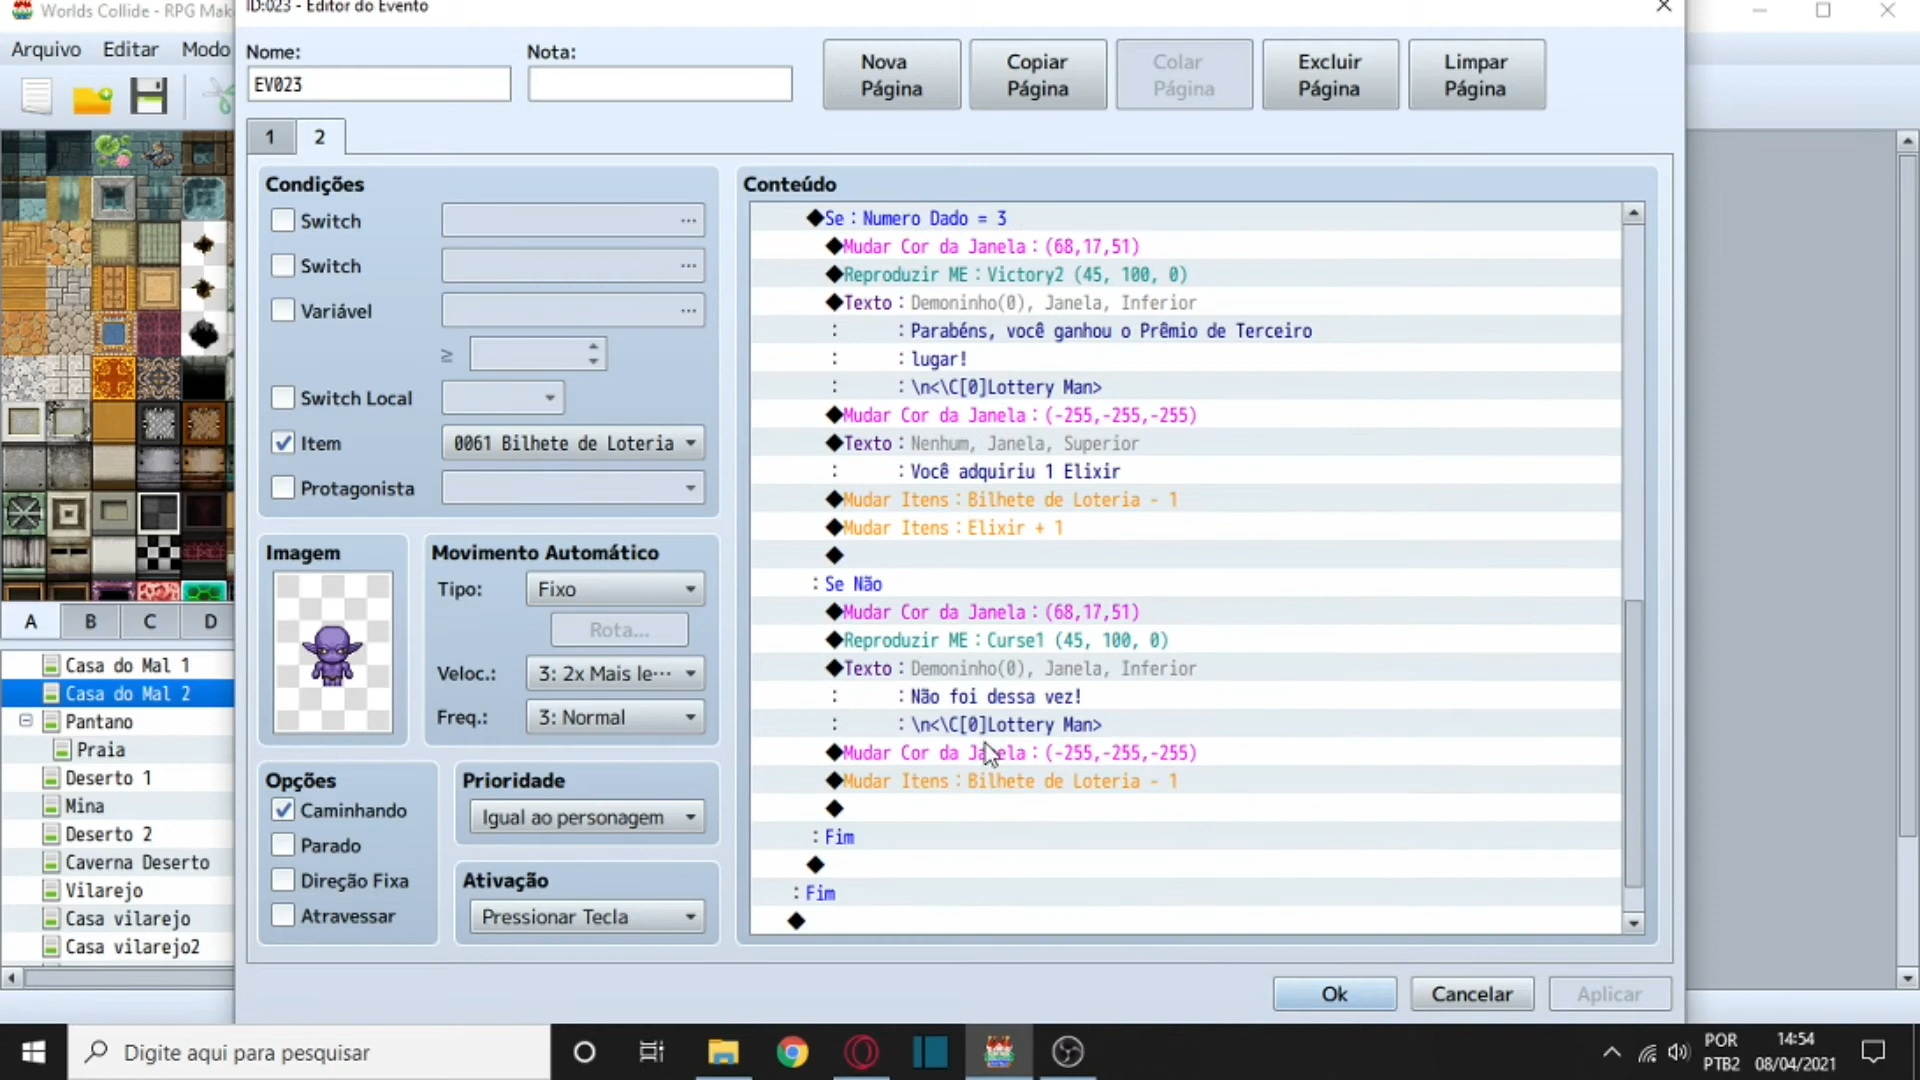 Worlds Collide - RPG Mak
ID:023 - Editor do Evento
Arquivo Editar Modo
Nome:
Nota:
EV023
Nova Página
Copiar Página
Colar Página
Excluir Página
Limpar Página
1 2
Condições
Switch ...
Switch ...
Variável ...
≥
Switch Local
Item 0061 Bilhete de Loteria
Protagonista
Imagem
Movimento Automático
Tipo: Fixo
Rota...
Veloc.: 3: 2x Mais le···
Freq.: 3: Normal
Opções
Caminhando
Parado
Direção Fixa
Atravessar
Prioridade
Igual ao personagem
Ativação
Pressionar Tecla
Conteúdo
◆Se：Numero Dado = 3
◆Mudar Cor da Janela：(68,17,51)
◆Reproduzir ME：Victory2 (45, 100, 0)
◆Texto：Demoninho(0), Janela, Inferior
：　　：Parabéns, você ganhou o Prêmio de Terceiro
：　　：lugar!
：　　：\n<\C[0]Lottery Man>
◆Mudar Cor da Janela：(-255,-255,-255)
◆Texto：Nenhum, Janela, Superior
：　　：Você adquiriu 1 Elixir
◆Mudar Itens：Bilhete de Loteria - 1
◆Mudar Itens：Elixir + 1
◆
：Se Não
◆Mudar Cor da Janela：(68,17,51)
◆Reproduzir ME：Curse1 (45, 100, 0)
◆Texto：Demoninho(0), Janela, Inferior
：　　：Não foi dessa vez!
：　　：\n<\C[0]Lottery Man>
◆Mudar Cor da Janela：(-255,-255,-255)
◆Mudar Itens：Bilhete de Loteria - 1
◆
：Fim
◆
：Fim
◆
A B C D
Casa do Mal 1
Casa do Mal 2
Pantano
Praia
Deserto 1
Mina
Deserto 2
Caverna Deserto
Vilarejo
Casa vilarejo
Casa vilarejo2
Ok
Cancelar
Aplicar
Digite aqui para pesquisar
POR
PTB2
14:54
08/04/2021